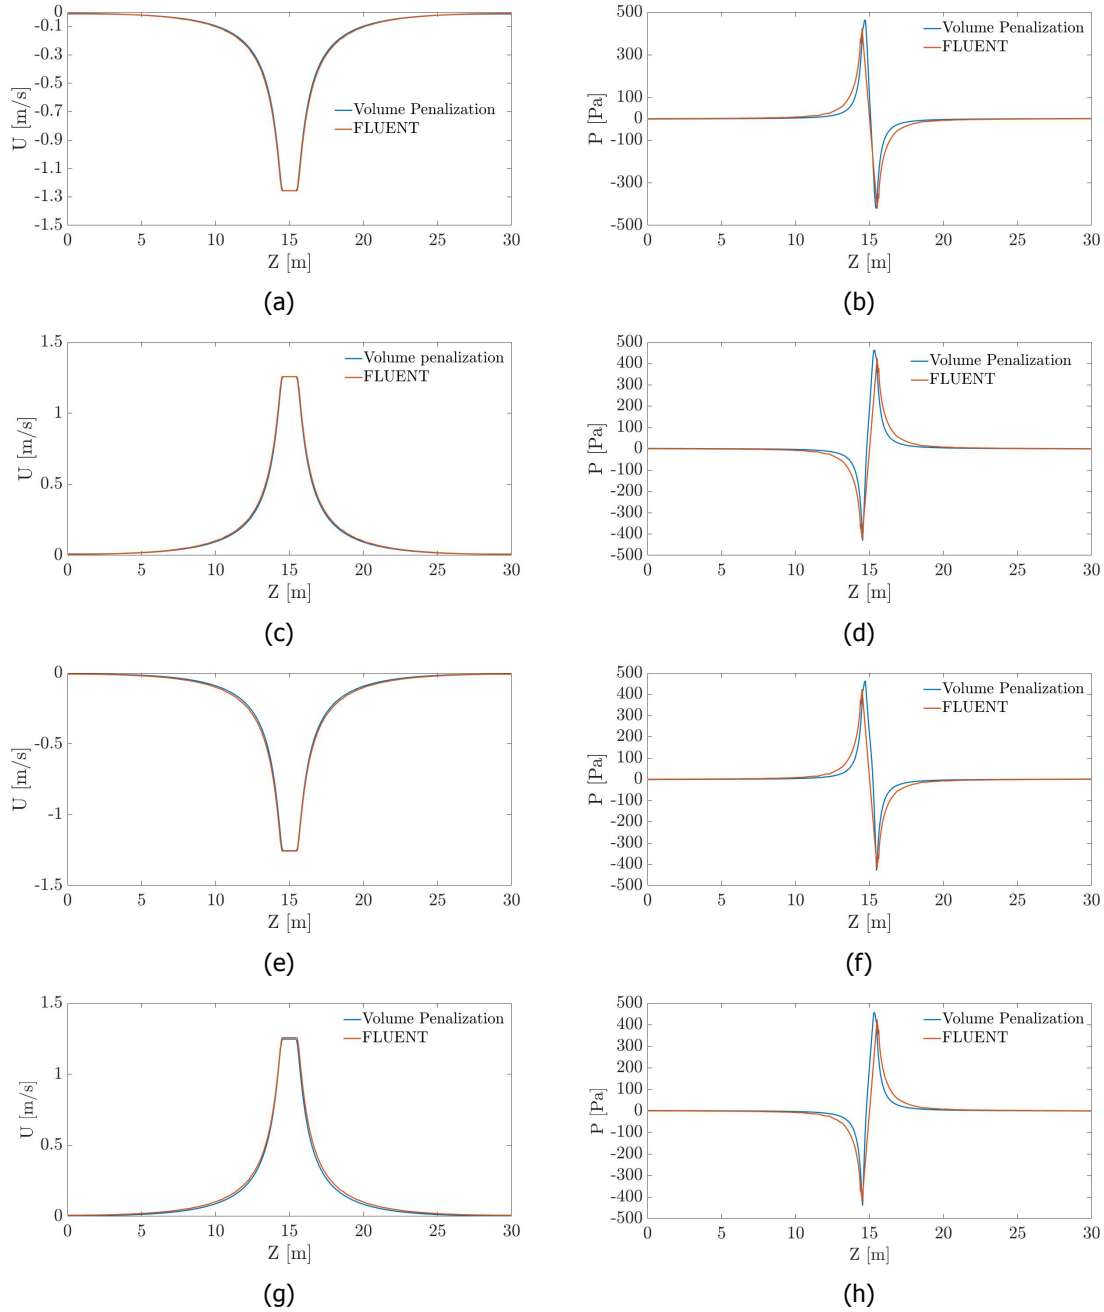 0
-0.1
-0.3
-0.5
-0.7
-0.9
-1.1
-1.3
-1.5
U [m/s]
Volume Penalization
FLUENT
0 5 10 15 20 25 30
Z [m]
(a)
500
300
100
-100
-300
-500
P [Pa]
Volume Penalization
FLUENT
0 5 10 15 20 25 30
Z [m]
(b)
1.5
1
0.5
0
U [m/s]
Volume penalization
FLUENT
0 5 10 15 20 25 30
Z [m]
(c)
500
400
300
200
100
0
-100
-200
-300
-400
-500
P [Pa]
Volume Penalization
FLUENT
0 5 10 15 20 25 30
Z [m]
(d)
0
-0.5
-1
-1.5
U [m/s]
0 5 10 15 20 25 30
Z [m]
(e)
500
400
300
200
100
0
-100
-200
-300
-400
-500
P [Pa]
Volume Penalization
FLUENT
0 5 10 15 20 25 30
Z [m]
(f)
1.5
1
0.5
0
U [m/s]
Volume Penalization
FLUENT
0 5 10 15 20 25 30
Z [m]
(g)
500
400
300
200
100
0
-100
-200
-300
-400
-500
P [Pa]
Volume Penalization
FLUENT
0 5 10 15 20 25 30
Z [m]
(h)